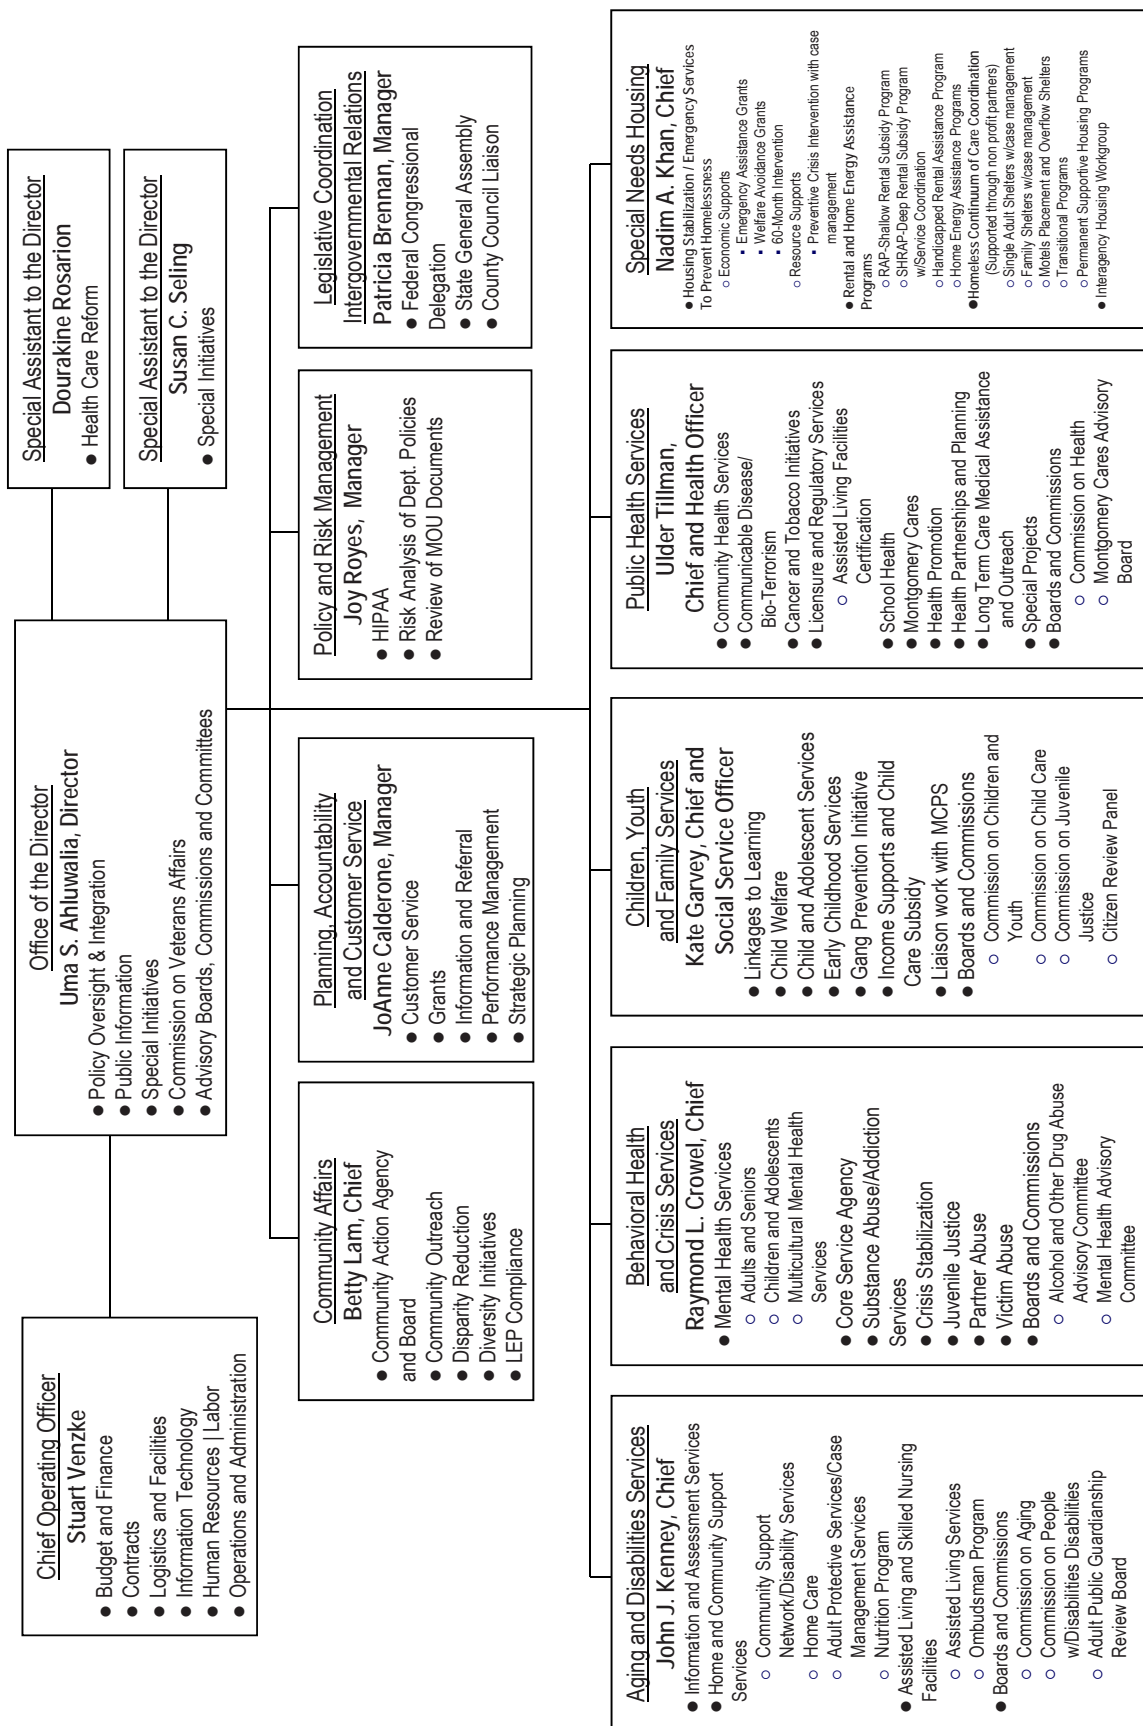 Chief Operating Officer
Stuart Venzke
● Budget and Finance
● Contracts
● Logistics and Facilities
● Information Technology
● Human Resources | Labor
● Operations and Administration
Office of the Director
Uma S. Ahluwalia, Director
● Policy Oversight & Integration
● Public Information
● Special Initiatives
● Commission on Veterans Affairs
● Advisory Boards, Commissions and Committees
Special Assistant to the Director
Dourakine Rosarion
● Health Care Reform
Special Assistant to the Director
Susan C. Seling
● Special Initiatives
Community Affairs
Betty Lam, Chief
● Community Action Agency
and Board
● Community Outreach
● Disparity Reduction
● Diversity Initiatives
● LEP Compliance
Planning, Accountability
and Customer Service
JoAnne Calderone, Manager
● Customer Service
● Grants
● Information and Referral
● Performance Management
● Strategic Planning
Policy and Risk Management
Joy Royes, Manager
● HIPAA
● Risk Analysis of Dept. Policies
● Review of MOU Documents
Legislative Coordination
Intergovernmental Relations
Patricia Brennan, Manager
● Federal Congressional
Delegation
● State General Assembly
● County Council Liaison
Aging and Disabilities Services
John J. Kenney, Chief
● Information and Assessment Services
● Home and Community Support
Services
○ Community Support
Network/Disability Services
○ Home Care
○ Adult Protective Services/Case
Management Services
○ Nutrition Program
● Assisted Living and Skilled Nursing
Facilities
○ Assisted Living Services
○ Ombudsman Program
● Boards and Commissions
○ Commission on Aging
○ Commission on People
w/Disabilities Disabilities
○ Adult Public Guardianship
Review Board
Behavioral Health
and Crisis Services
Raymond L. Crowel, Chief
● Mental Health Services
○ Adults and Seniors
○ Children and Adolescents
○ Multicultural Mental Health
Services
● Core Service Agency
● Substance Abuse/Addiction
Services
● Crisis Stabilization
● Juvenile Justice
● Partner Abuse
● Victim Abuse
● Boards and Commissions
○ Alcohol and Other Drug Abuse
Advisory Committee
○ Mental Health Advisory
Committee
Children, Youth
and Family Services
Kate Garvey, Chief and
Social Service Officer
● Linkages to Learning
● Child Welfare
● Child and Adolescent Services
● Early Childhood Services
● Gang Prevention Initiative
● Income Supports and Child
Care Subsidy
● Liaison work with MCPS
● Boards and Commissions
○ Commission on Children and
Youth
○ Commission on Child Care
○ Commission on Juvenile
Justice
○ Citizen Review Panel
Public Health Services
Ulder Tillman,
Chief and Health Officer
● Community Health Services
● Communicable Disease/
Bio-Terrorism
● Cancer and Tobacco Initiatives
● Licensure and Regulatory Services
○ Assisted Living Facilities
Certification
● School Health
● Montgomery Cares
● Health Promotion
● Health Partnerships and Planning
● Long Term Care Medical Assistance
and Outreach
● Special Projects
● Boards and Commissions
○ Commission on Health
○ Montgomery Cares Advisory
Board
Special Needs Housing
Nadim A. Khan, Chief
● Housing Stabilization / Emergency Services
To Prevent Homelessness
○ Economic Supports
▪ Emergency Assistance Grants
▪ Welfare Avoidance Grants
▪ 60-Month Intervention
○ Resource Supports
▪ Preventive Crisis Intervention with case
management
● Rental and Home Energy Assistance
Programs
○ RAP-Shallow Rental Subsidy Program
○ SHRAP-Deep Rental Subsidy Program
w/Service Coordination
○ Handicapped Rental Assistance Program
○ Home Energy Assistance Programs
●Homeless Continuum of Care Coordination
(Supported through non profit partners)
○ Single Adult Shelters w/case management
○ Family Shelters w/case management
○ Motels Placement and Overflow Shelters
○ Transitional Programs
○ Permanent Supportive Housing Programs
● Interagency Housing Workgroup